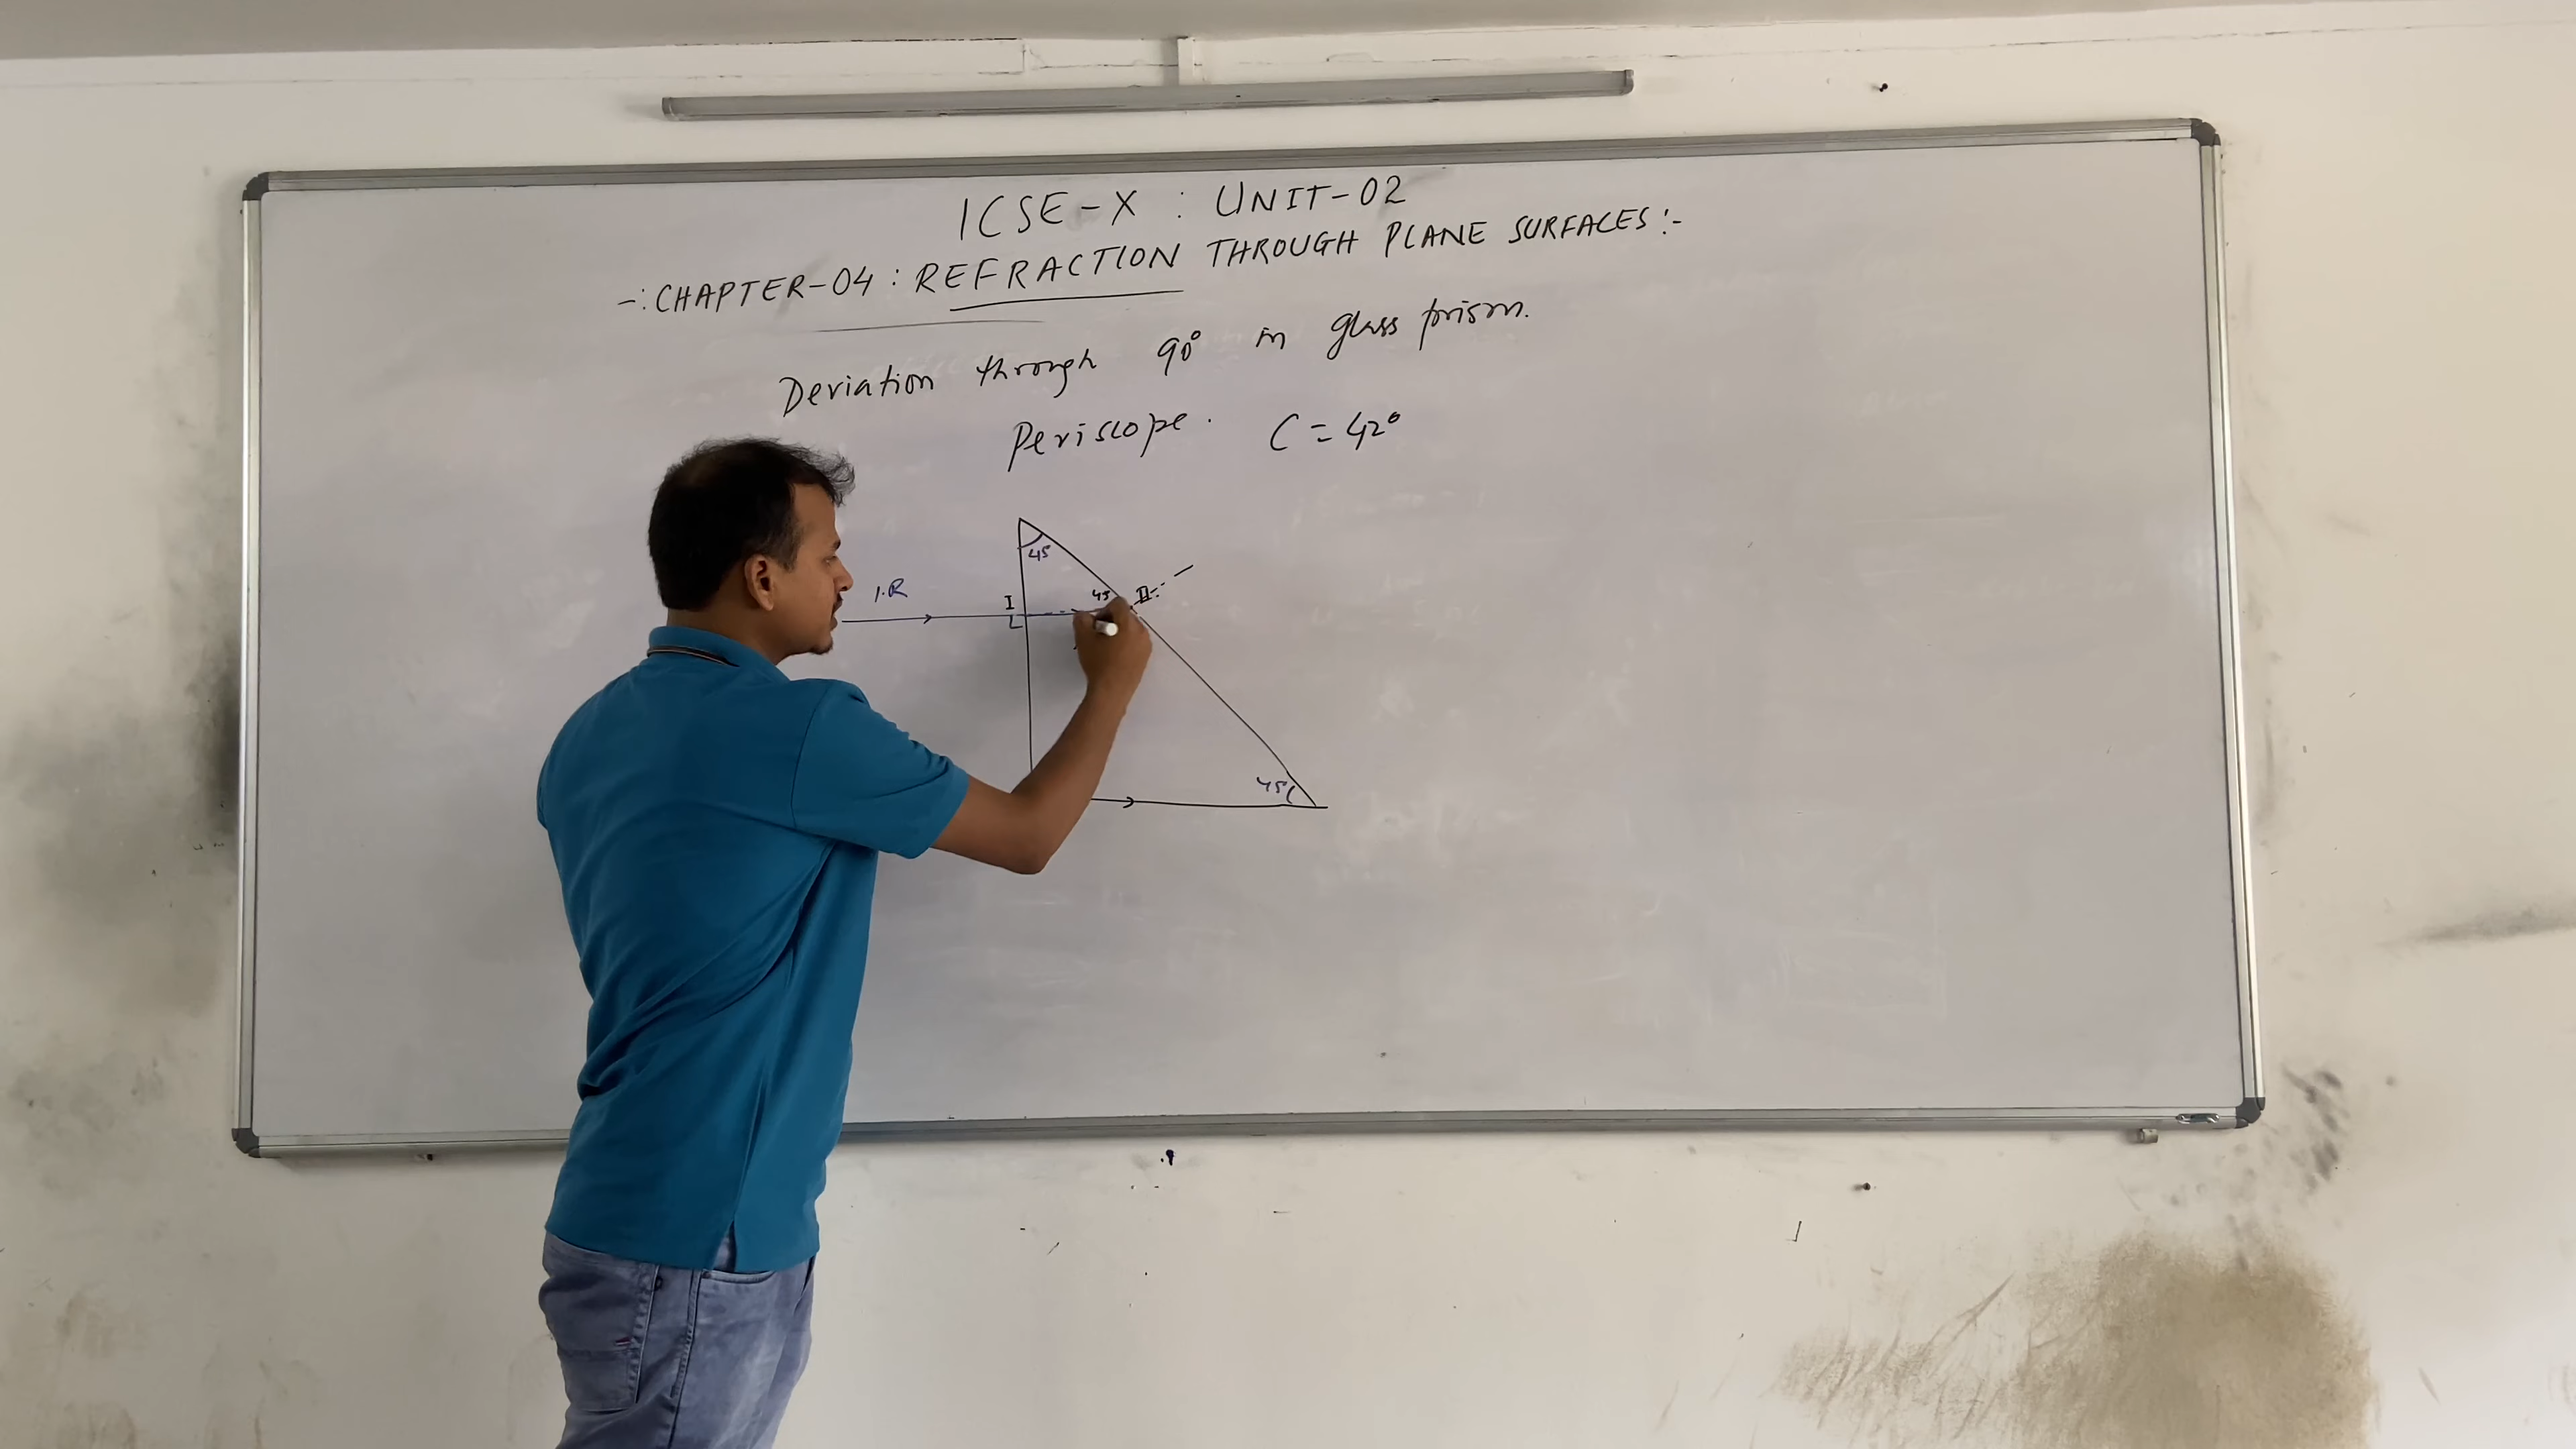 ICSE-X : UNIT-02
-: CHAPTER-04 : REFRACTION THROUGH PLANE SURFACES :-
Deviation through 90° in glass prism.
Periscope. C = 42°
45
I.R
I
45
II
45°